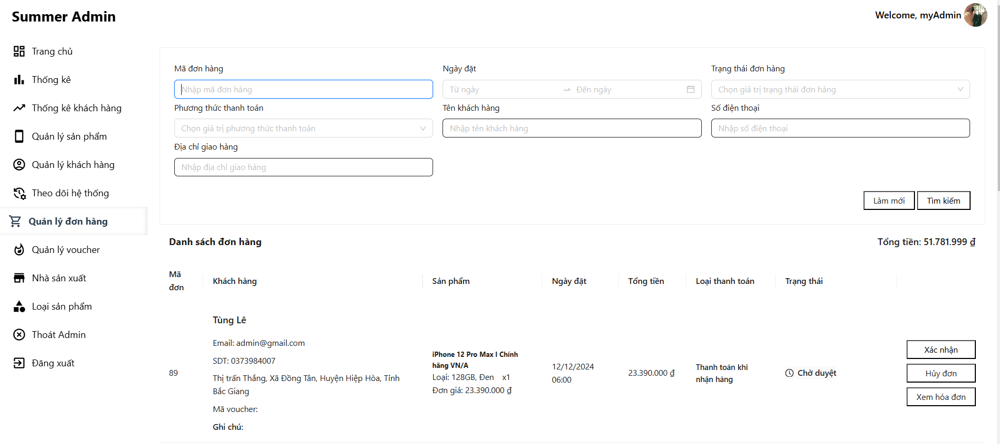 Summer Admin
Welcome, myAdmin
Trang chủ
Thống kê
Thống kê khách hàng
Quản lý sản phẩm
Quản lý khách hàng
Theo dõi hệ thống
Quản lý đơn hàng
Quản lý voucher
Nhà sản xuất
Loại sản phẩm
Thoát Admin
Đăng xuất
Mã đơn hàng
Nhập mã đơn hàng
Ngày đặt
Từ ngày
Đến ngày
Trạng thái đơn hàng
Chọn giá trị trạng thái đơn hàng
Phương thức thanh toán
Chọn giá trị phương thức thanh toán
Tên khách hàng
Nhập tên khách hàng
Số điện thoại
Nhập số điện thoại
Địa chỉ giao hàng
Nhập địa chỉ giao hàng
Làm mới
Tìm kiếm
Danh sách đơn hàng
Tổng tiền: 51.781.999 ₫
Mã
đơn
Khách hàng
Sản phẩm
Ngày đặt
Tổng tiền
Loại thanh toán
Trạng thái
89
Tùng Lê
Email: admin@gmail.com
SDT: 0373984007
Thị trấn Thắng, Xã Đồng Tân, Huyện Hiệp Hòa, Tỉnh
Bắc Giang
Mã voucher:
Ghi chú:
iPhone 12 Pro Max I Chính
hãng VN/A
Loại: 128GB, Đen x1
Đơn giá: 23.390.000 ₫
12/12/2024
06:00
23.390.000 ₫
Thanh toán khi
nhận hàng
Chờ duyệt
Xác nhận
Hủy đơn
Xem hóa đơn